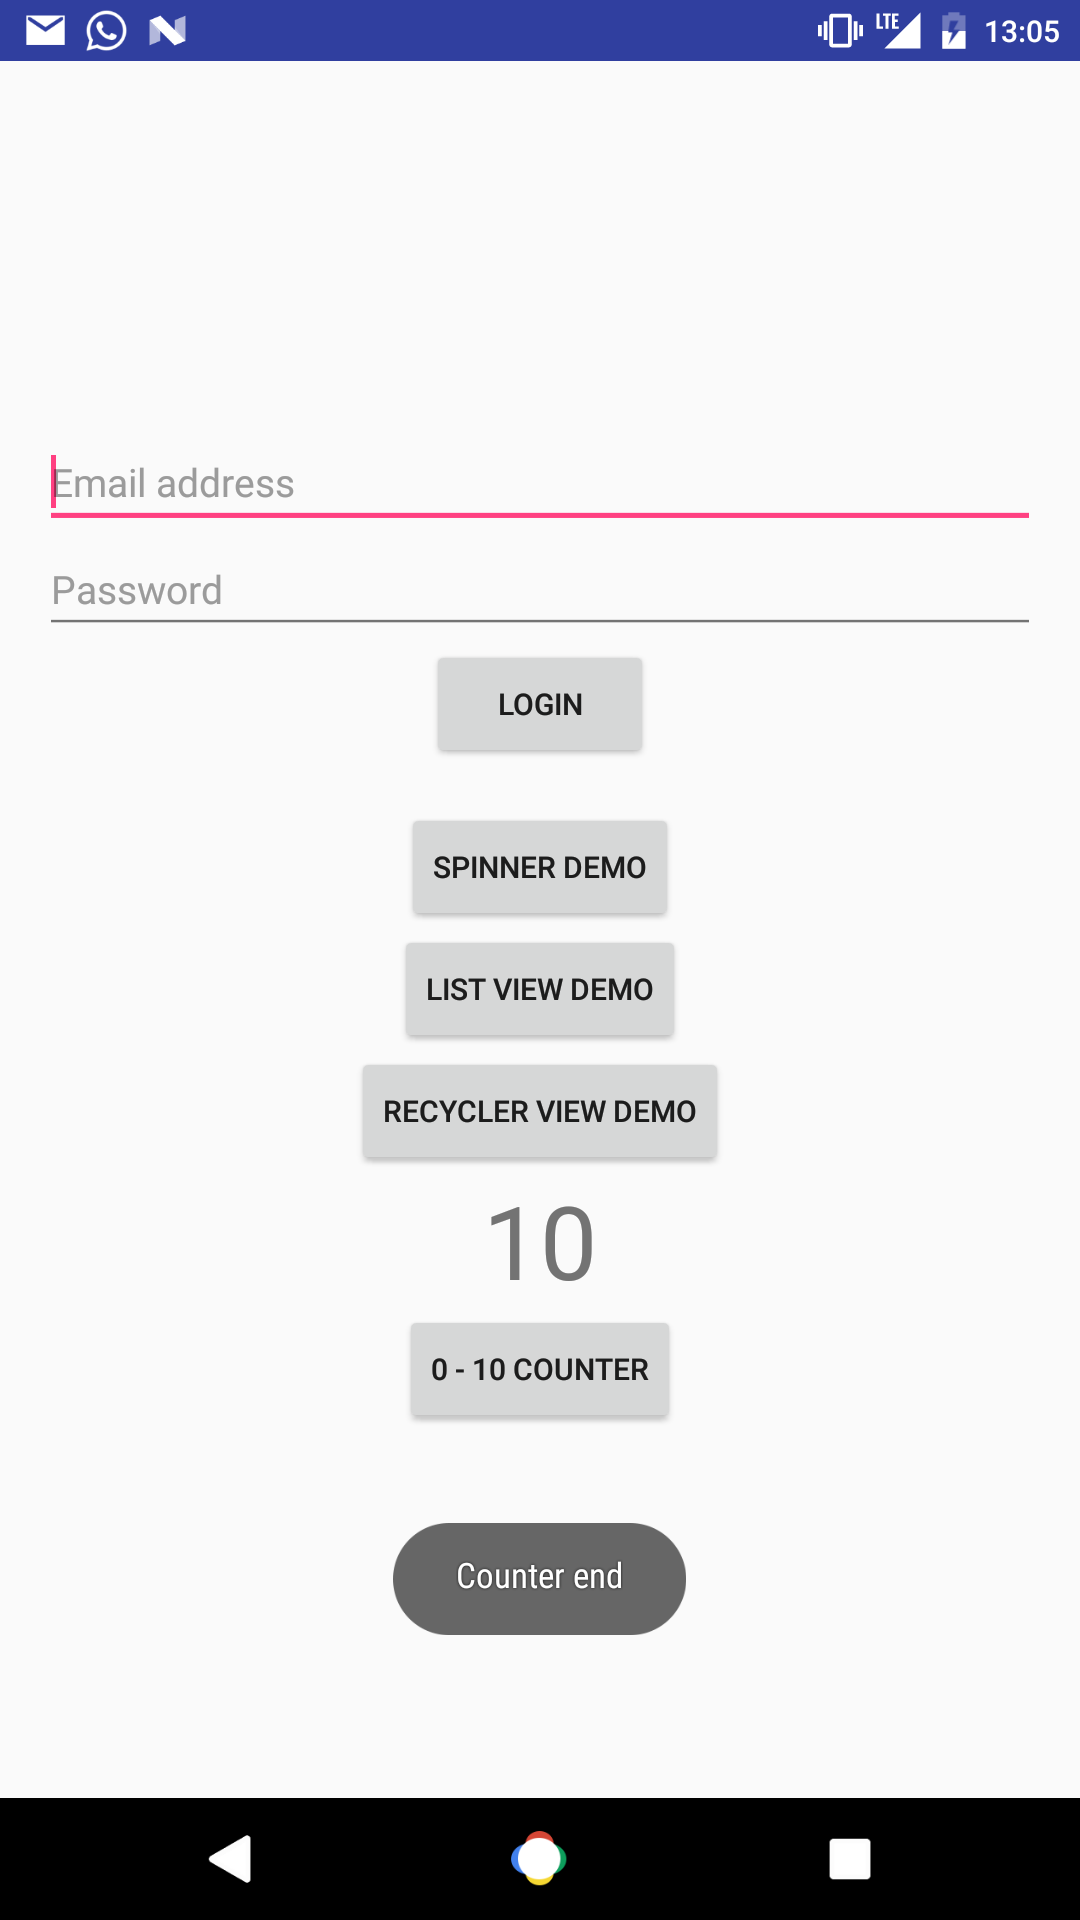 LTE 13:05
Email address
Password
LOGIN
SPINNER DEMO
LIST VIEW DEMO
RECYCLER VIEW DEMO
10
0 - 10 COUNTER
Counter end